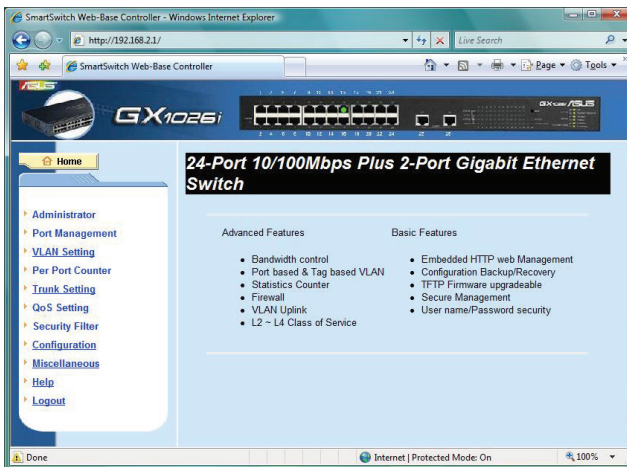 SmartSwitch Web-Base Controller - Windows Internet Explorer
http://192.168.2.1/
Live Search
SmartSwitch Web-Base Controller
Page
Tools
ASUS
GX1026i
ASUS
Home
24-Port 10/100Mbps Plus 2-Port Gigabit Ethernet
Switch
Administrator
Port Management
VLAN Setting
Per Port Counter
Trunk Setting
QoS Setting
Security Filter
Configuration
Miscellaneous
Help
Logout
Advanced Features
Bandwidth control
Port based & Tag based VLAN
Statistics Counter
Firewall
VLAN Uplink
L2 ~ L4 Class of Service
Basic Features
Embedded HTTP web Management
Configuration Backup/Recovery
TFTP Firmware upgradeable
Secure Management
User name/Password security
Done
Internet | Protected Mode: On
100%